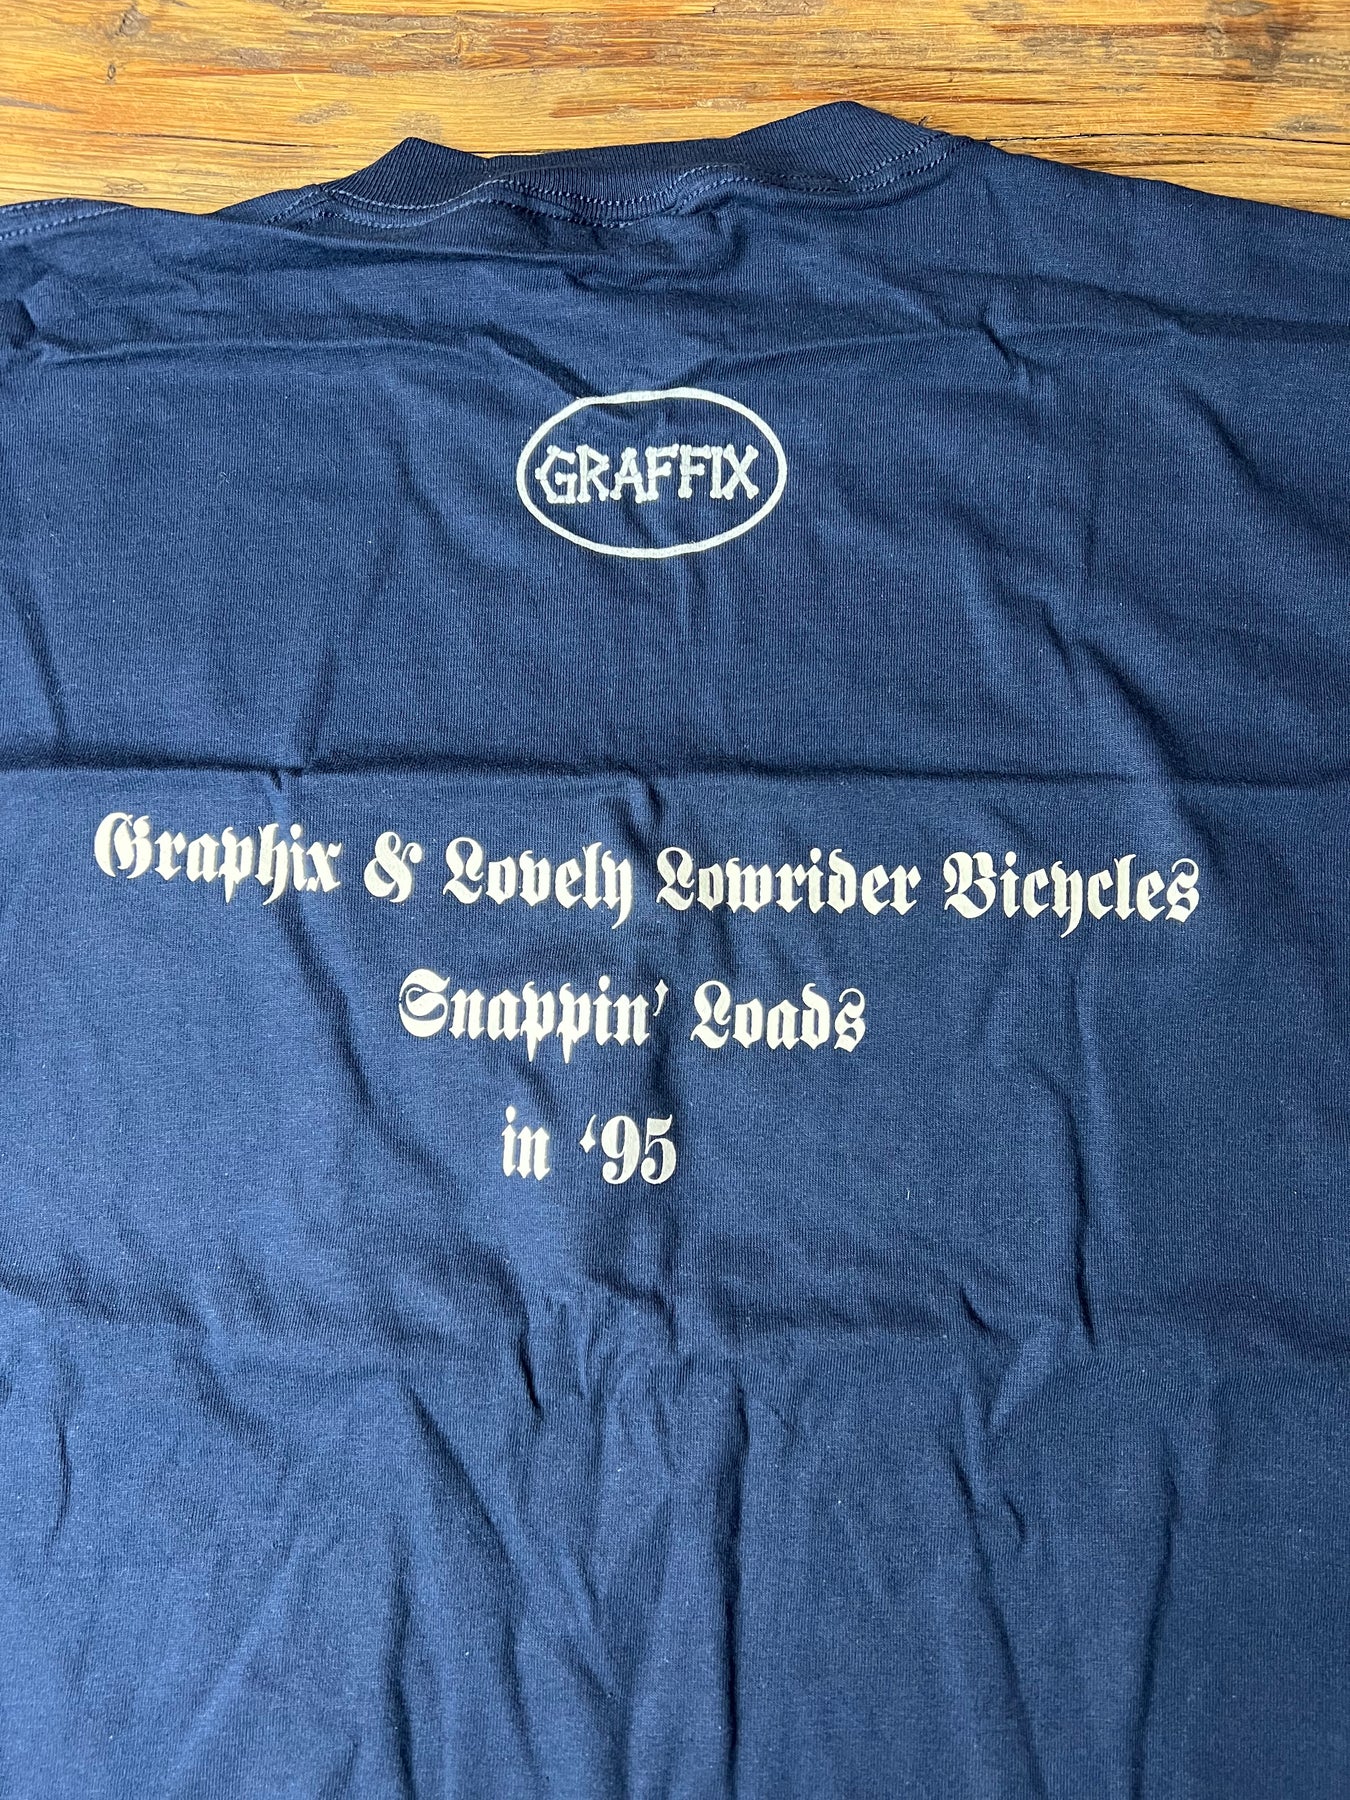 GRAFFIX
Graphix & Lovely Lowrider Bicycles
Snappin' Loads
in '95